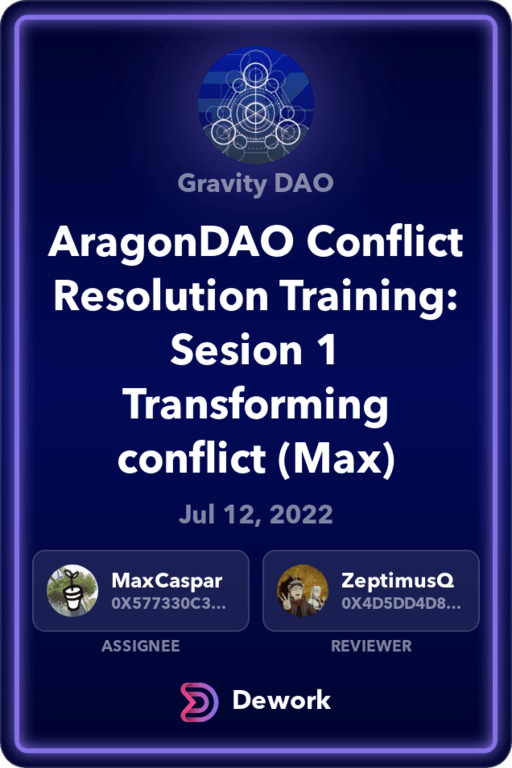 Gravity DAO
AragonDAO Conflict
Resolution Training:
Sesion 1
Transforming
conflict (Max)
Jul 12, 2022
MaxCaspar
0X577330C3...
ZeptimusQ
0X4D5DD4D8...
ASSIGNEE
REVIEWER
Dework